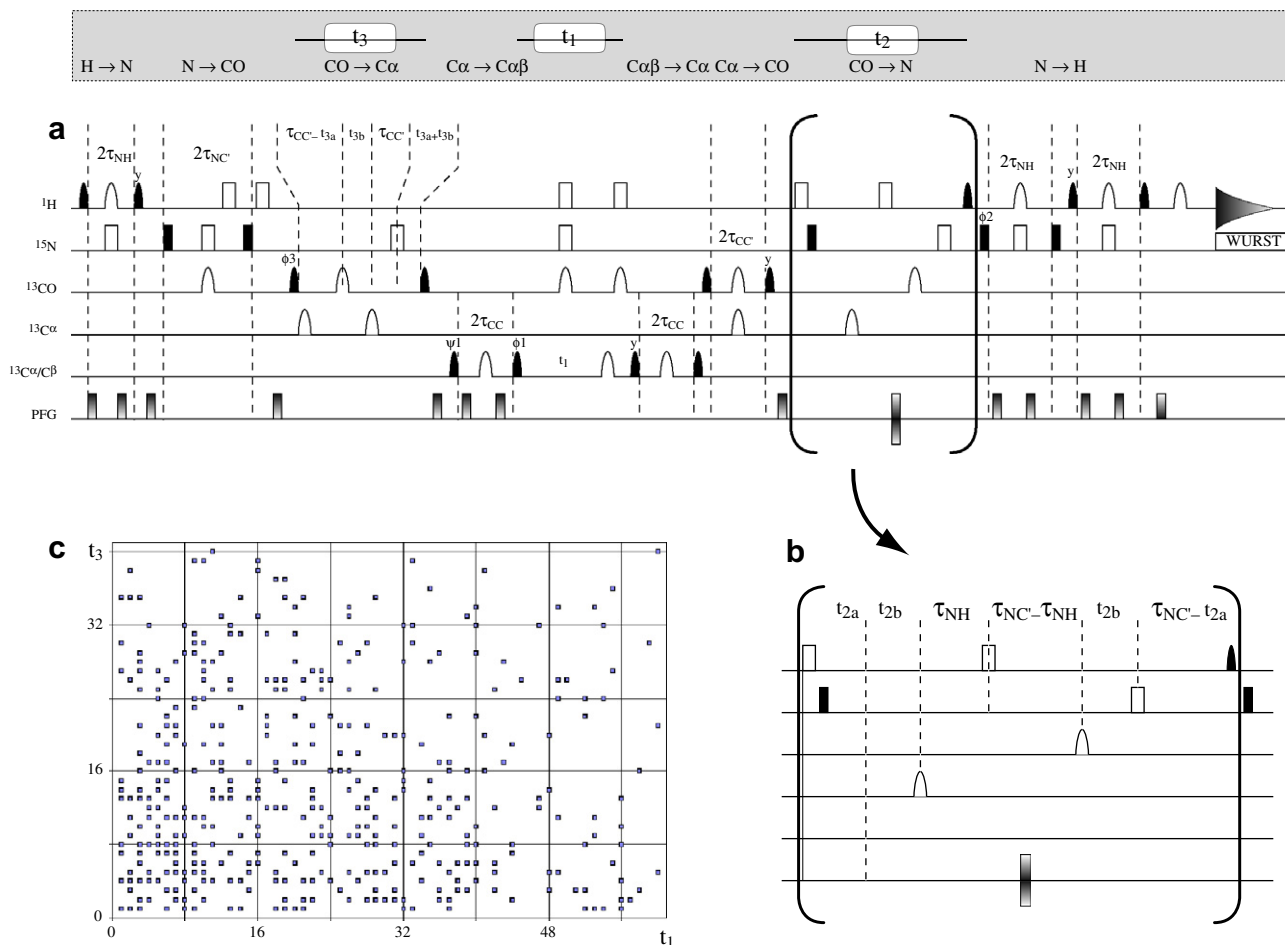 t₃ t₁ t₂
H → N N → CO CO → Cα Cα → Cαβ Cαβ → Cα Cα → CO CO → N N → H
a
τCC'– t3a t3b τCC' t3a+t3b
2τNH 2τNC' 2τNH 2τNH
y y
¹H
ϕ2
¹⁵N WURST
2τCC'
ϕ3 y
¹³CO
¹³Cα
2τCC 2τCC
ψ1 ϕ1 y
t₁
¹³Cα/Cβ
PFG
c
t₃
32
16
0
0 16 32 48 t₁
b
t2a t2b τNH τNC'–τNH t2b τNC'– t2a